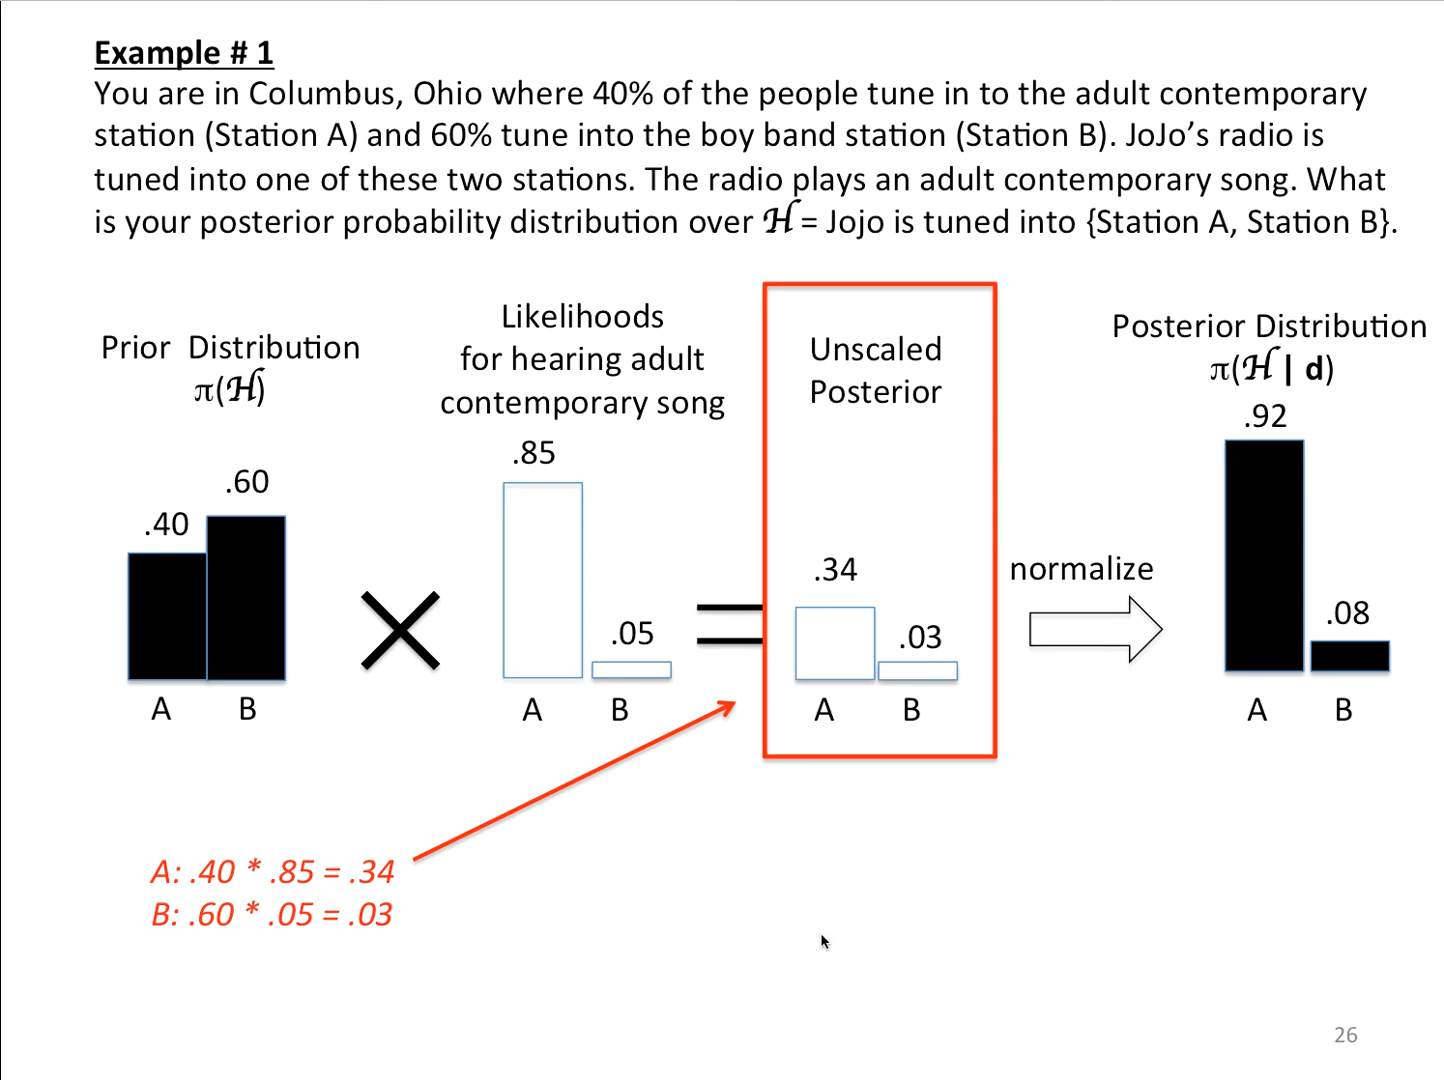 Example # 1
You are in Columbus, Ohio where 40% of the people tune in to the adult contemporary
station (Station A) and 60% tune into the boy band station (Station B). JoJo’s radio is
tuned into one of these two stations. The radio plays an adult contemporary song. What
is your posterior probability distribution over ℋ = Jojo is tuned into {Station A, Station B}.
Prior Distribution
π(ℋ)
.40
.60
A B
Likelihoods
for hearing adult
contemporary song
.85
.05
A B
Unscaled
Posterior
.34
.03
A B
normalize
Posterior Distribution
π(ℋ | d)
.92
.08
A B
A: .40 * .85 = .34
B: .60 * .05 = .03
26